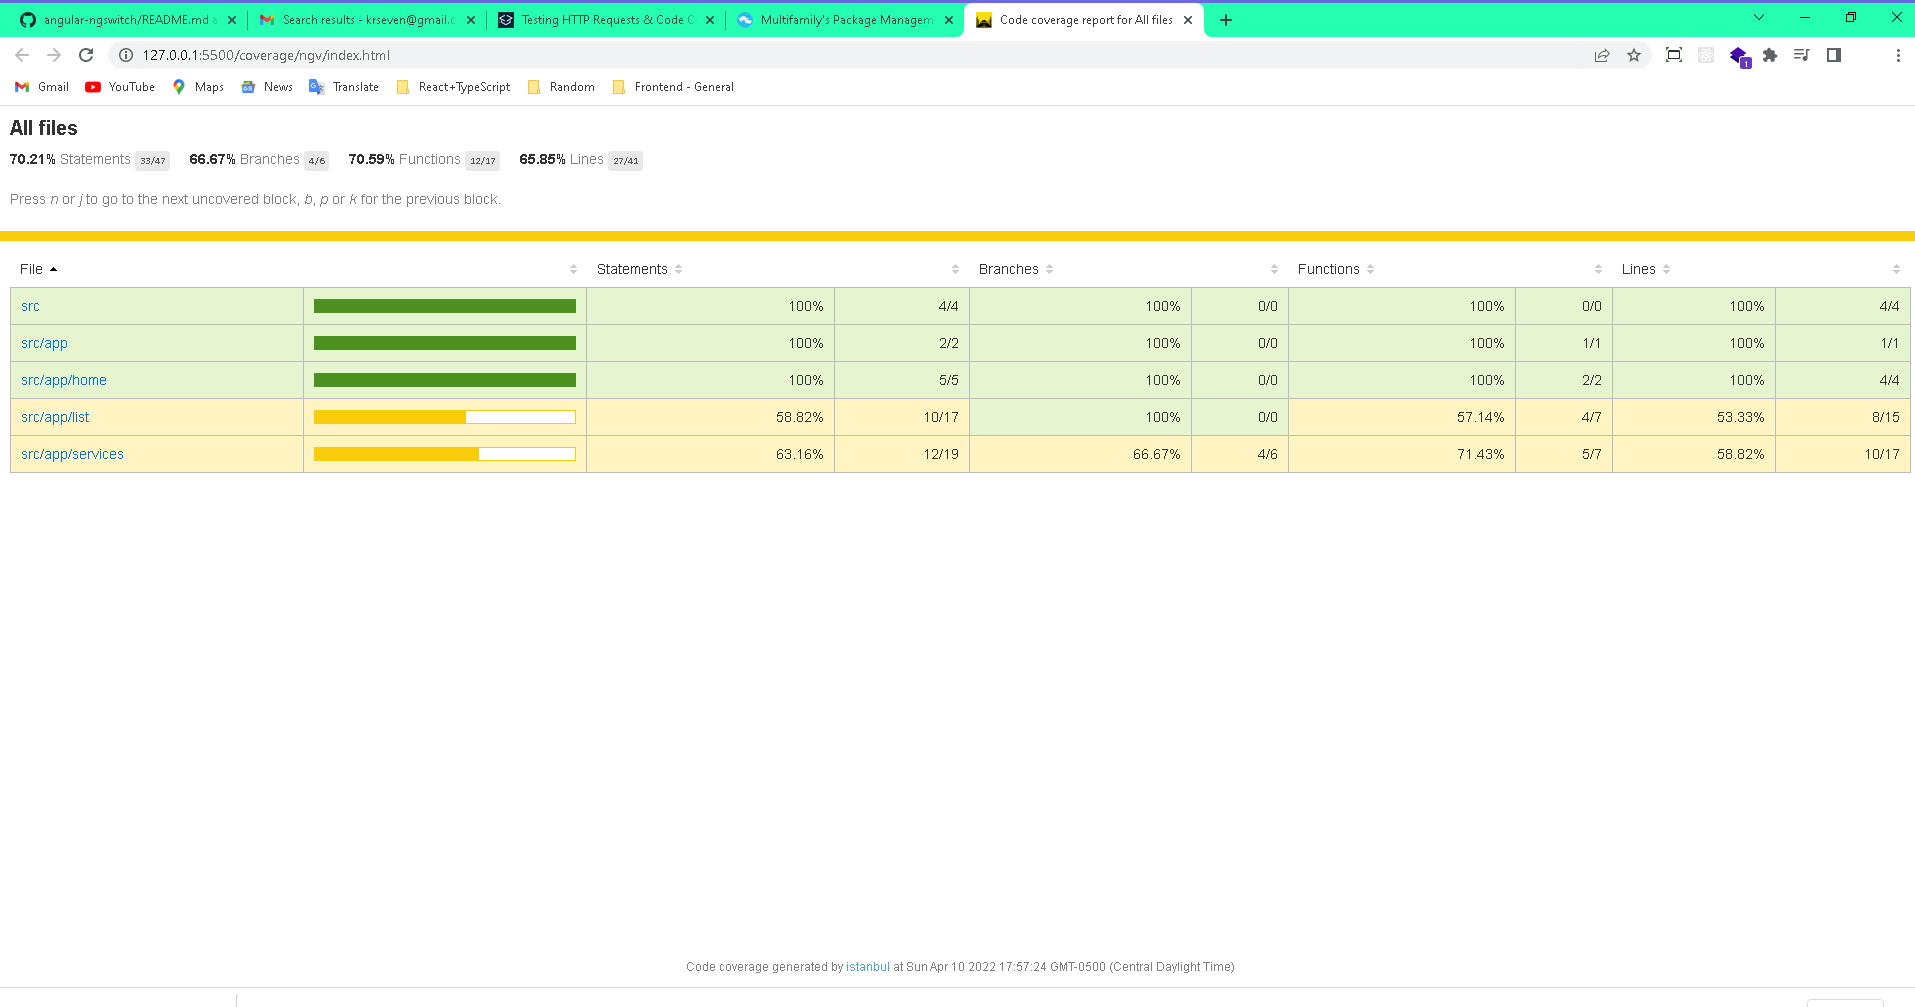 angular-ngswitch/README.md a
Search results - krseven@gmail.c
Testing HTTP Requests & Code C
Multifamily's Package Managem
Code coverage report for All files
127.0.0.1:5500/coverage/ngv/index.html
1
Gmail YouTube Maps News Translate React+TypeScript Random Frontend - General
All files
70.21% Statements 33/47 66.67% Branches 4/6 70.59% Functions 12/17 65.85% Lines 27/41
Press n or j to go to the next uncovered block, b, p or k for the previous block.
File Statements Branches Functions Lines
src 100% 4/4 100% 0/0 100% 0/0 100% 4/4
src/app 100% 2/2 100% 0/0 100% 1/1 100% 1/1
src/app/home 100% 5/5 100% 0/0 100% 2/2 100% 4/4
src/app/list 58.82% 10/17 100% 0/0 57.14% 4/7 53.33% 8/15
src/app/services 63.16% 12/19 66.67% 4/6 71.43% 5/7 58.82% 10/17
Code coverage generated by istanbul at Sun Apr 10 2022 17:57:24 GMT-0500 (Central Daylight Time)